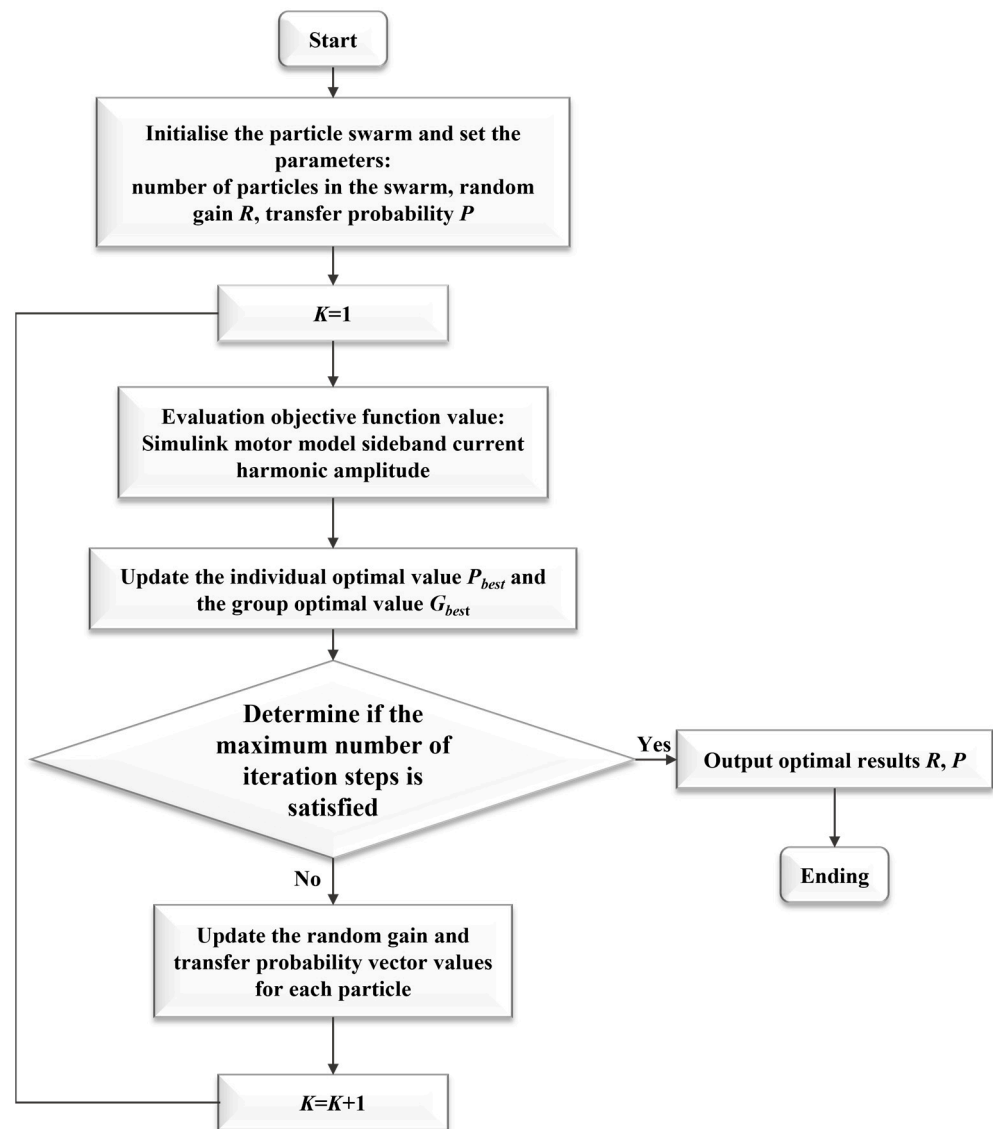 Start
Initialise the particle swarm and set the
parameters:
number of particles in the swarm, random
gain R, transfer probability P
K=1
Evaluation objective function value:
Simulink motor model sideband current
harmonic amplitude
Update the individual optimal value Pbest and
the group optimal value Gbest
Determine if the
maximum number of
iteration steps is
satisfied
Yes
Output optimal results R, P
Ending
No
Update the random gain and
transfer probability vector values
for each particle
K=K+1